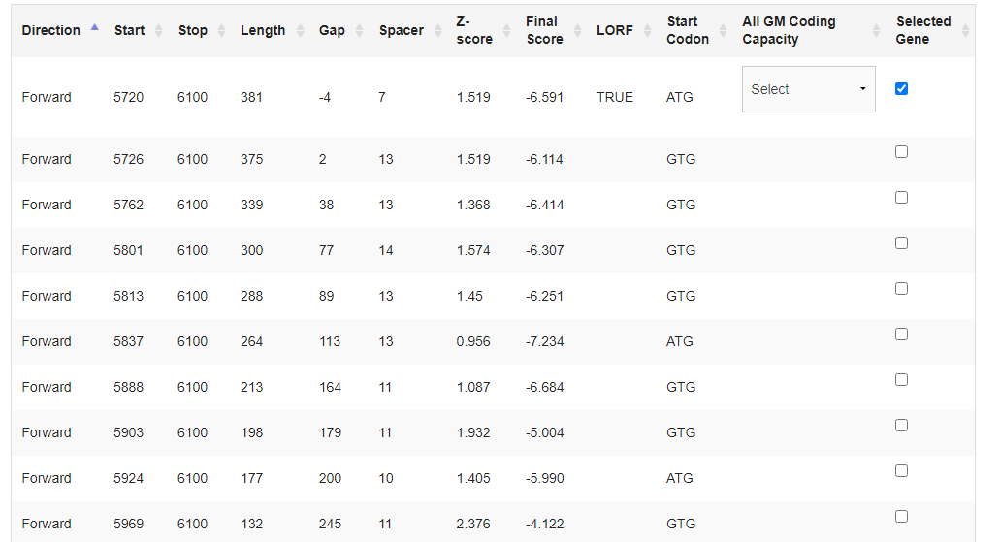 Direction Start Stop Length Gap Spacer Z-score Final Score LORF Start Codon All GM Coding Capacity Selected Gene
Forward 5720 6100 381 -4 7 1.519 -6.591 TRUE ATG Select
Forward 5726 6100 375 2 13 1.519 -6.114 GTG
Forward 5762 6100 339 38 13 1.368 -6.414 GTG
Forward 5801 6100 300 77 14 1.574 -6.307 GTG
Forward 5813 6100 288 89 13 1.45 -6.251 GTG
Forward 5837 6100 264 113 13 0.956 -7.234 ATG
Forward 5888 6100 213 164 11 1.087 -6.684 GTG
Forward 5903 6100 198 179 11 1.932 -5.004 GTG
Forward 5924 6100 177 200 10 1.405 -5.990 ATG
Forward 5969 6100 132 245 11 2.376 -4.122 GTG